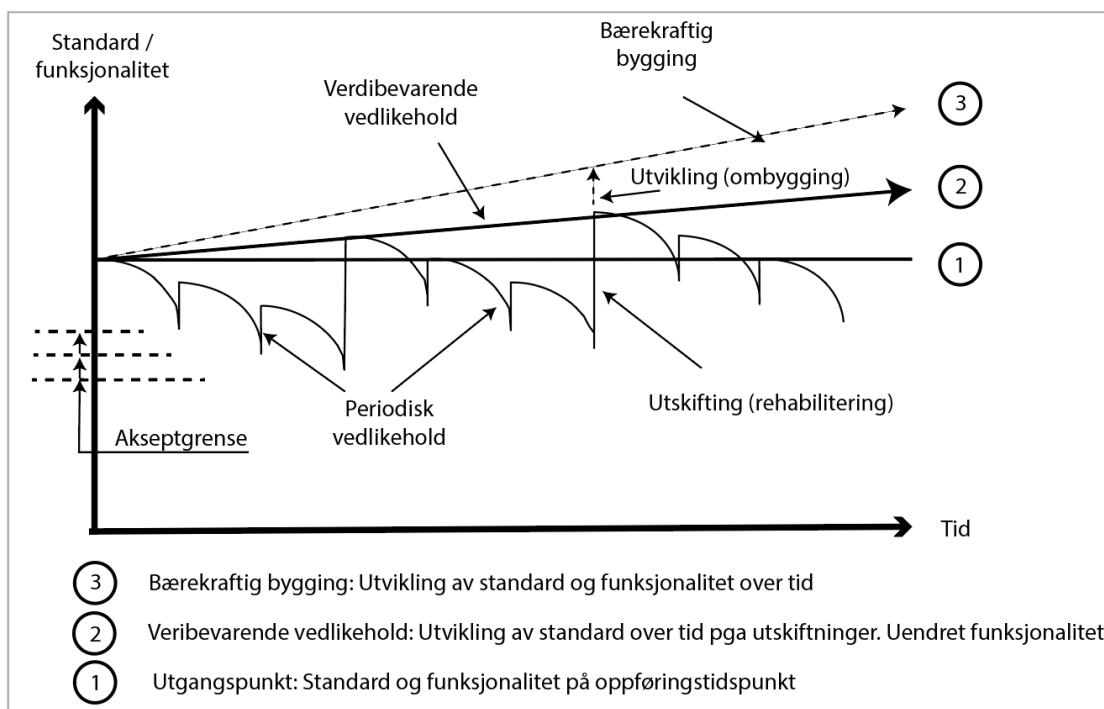 Standard /
funksjonalitet
Bærekraftig
bygging
Verdibevarende
vedlikehold
3
Utvikling (ombygging)
2
1
Periodisk
vedlikehold
Utskifting (rehabilitering)
Akseptgrense
Tid
3 Bærekraftig bygging: Utvikling av standard og funksjonalitet over tid
2 Veribevarende vedlikehold: Utvikling av standard over tid pga utskiftninger. Uendret funksjonalitet
1 Utgangspunkt: Standard og funksjonalitet på oppføringstidspunkt